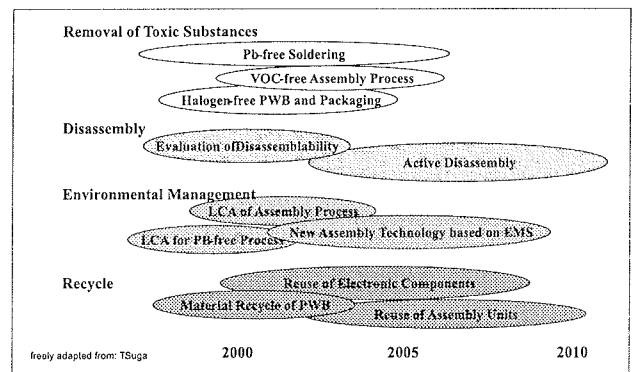 Removal of Toxic Substances
Pb-free Soldering
VOC-free Assembly Process
Halogen-free PWB and Packaging
Disassembly
Evaluation ofDisassemblability
Active Disassembly
Environmental Management
LCA of Assembly Process
New Assembly Technology based on EMS
LCA for PB-free Process
Recycle
Reuse of Electronic Components
Material Recycle of PWB
Reuse of Assembly Units
freely adapted from: TSuga
2000 2005 2010